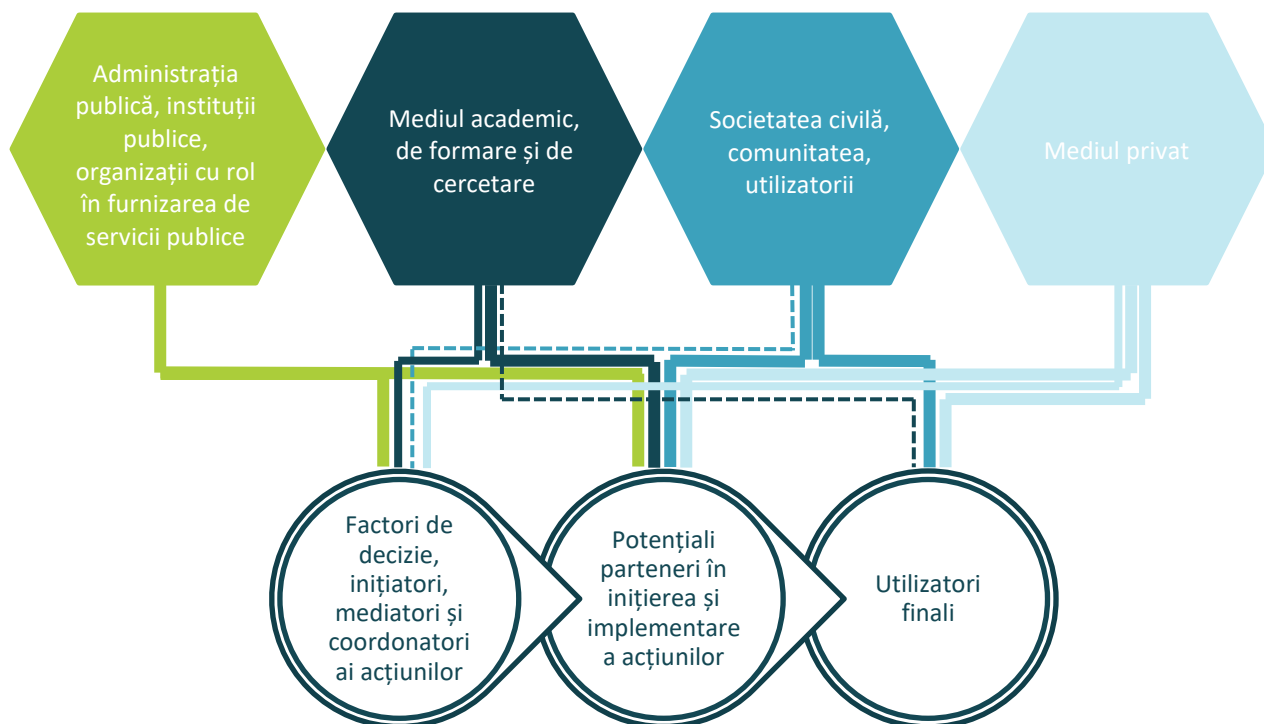 Administrația
publică, instituții
publice,
organizații cu rol
în furnizarea de
servicii publice
Mediul academic,
de formare și de
cercetare
Societatea civilă,
comunitatea,
utilizatorii
Mediul privat
Factori de
decizie,
inițiatori,
mediatori și
coordonatori
ai acțiunilor
Potențiali
parteneri în
inițierea și
implementare
a acțiunilor
Utilizatori
finali